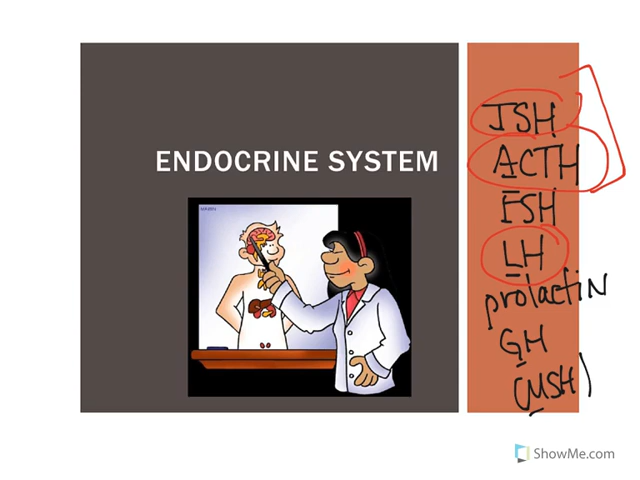 ENDOCRINE SYSTEM
TSH
ACTH
FSH
LH
prolactin
GH
(MSH)
ShowMe.com